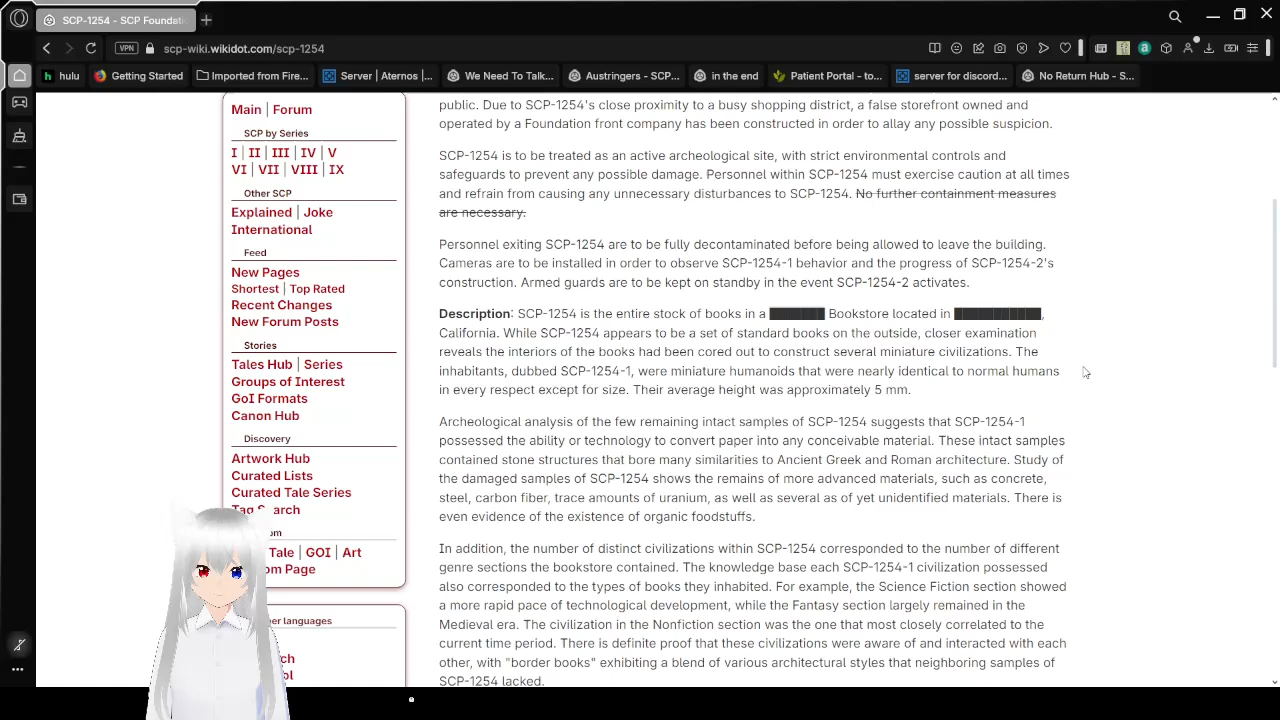 SCP-1254 - SCP Foundati
VPN
scp-wiki.wikidot.com/scp-1254
hulu
Getting Started
Imported from Fire...
Server | Aternos |...
We Need To Talk...
Austringers - SCP...
in the end
Patient Portal - to...
server for discord...
No Return Hub - S...
Main | Forum
SCP by Series
I | II | III | IV | V
VI | VII | VIII | IX
Other SCP
Explained | Joke
International
Feed
New Pages
Shortest | Top Rated
Recent Changes
New Forum Posts
Stories
Tales Hub | Series
Groups of Interest
GoI Formats
Canon Hub
Discovery
Artwork Hub
Curated Lists
Curated Tale Series
Tale | GOI | Art
Page
languages
public. Due to SCP-1254's close proximity to a busy shopping district, a false storefront owned and
operated by a Foundation front company has been constructed in order to allay any possible suspicion.
SCP-1254 is to be treated as an active archeological site, with strict environmental controls and
safeguards to prevent any possible damage. Personnel within SCP-1254 must exercise caution at all times
and refrain from causing any unnecessary disturbances to SCP-1254. No further containment measures
are necessary.
Personnel exiting SCP-1254 are to be fully decontaminated before being allowed to leave the building.
Cameras are to be installed in order to observe SCP-1254-1 behavior and the progress of SCP-1254-2's
construction. Armed guards are to be kept on standby in the event SCP-1254-2 activates.
Description: SCP-1254 is the entire stock of books in a ███████ Bookstore located in ███████████,
California. While SCP-1254 appears to be a set of standard books on the outside, closer examination
reveals the interiors of the books had been cored out to construct several miniature civilizations. The
inhabitants, dubbed SCP-1254-1, were miniature humanoids that were nearly identical to normal humans
in every respect except for size. Their average height was approximately 5 mm.
Archeological analysis of the few remaining intact samples of SCP-1254 suggests that SCP-1254-1
possessed the ability or technology to convert paper into any conceivable material. These intact samples
contained stone structures that bore many similarities to Ancient Greek and Roman architecture. Study of
the damaged samples of SCP-1254 shows the remains of more advanced materials, such as concrete,
steel, carbon fiber, trace amounts of uranium, as well as several as of yet unidentified materials. There is
even evidence of the existence of organic foodstuffs.
In addition, the number of distinct civilizations within SCP-1254 corresponded to the number of different
genre sections the bookstore contained. The knowledge base each SCP-1254-1 civilization possessed
also corresponded to the types of books they inhabited. For example, the Science Fiction section showed
a more rapid pace of technological development, while the Fantasy section largely remained in the
Medieval era. The civilization in the Nonfiction section was the one that most closely correlated to the
current time period. There is definite proof that these civilizations were aware of and interacted with each
other, with "border books" exhibiting a blend of various architectural styles that neighboring samples of
SCP-1254 lacked.